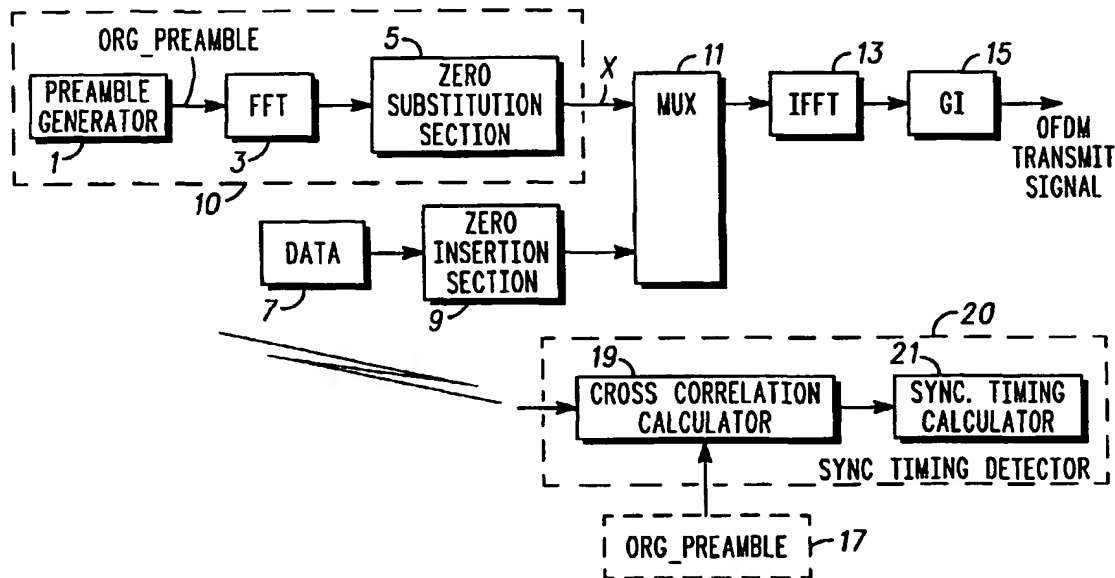 ORG_PREAMBLE
PREAMBLE
GENERATOR
1
FFT
3
5
ZERO
SUBSTITUTION
SECTION
10
X
11
MUX
13
IFFT
15
GI
OFDM
TRANSMIT
SIGNAL
DATA
7
ZERO
INSERTION
SECTION
9
20
19
CROSS CORRELATION
CALCULATOR
21
SYNC. TIMING
CALCULATOR
SYNC TIMING DETECTOR
ORG_PREAMBLE
17